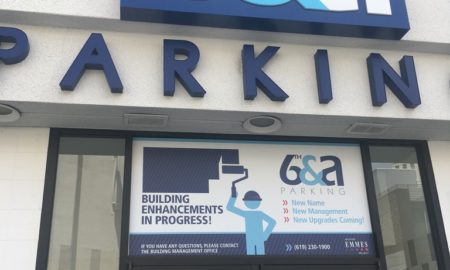 6&a
PARKIN
BUILDING
ENHANCEMENTS
IN PROGRESS!
IF YOU HAVE ANY QUESTIONS, PLEASE CONTACT
THE BUILDING MANAGEMENT OFFICE
6TH&a
PARKING
» New Name
» New Management
» New Upgrades Coming!
(619) 230-1900
EMMES